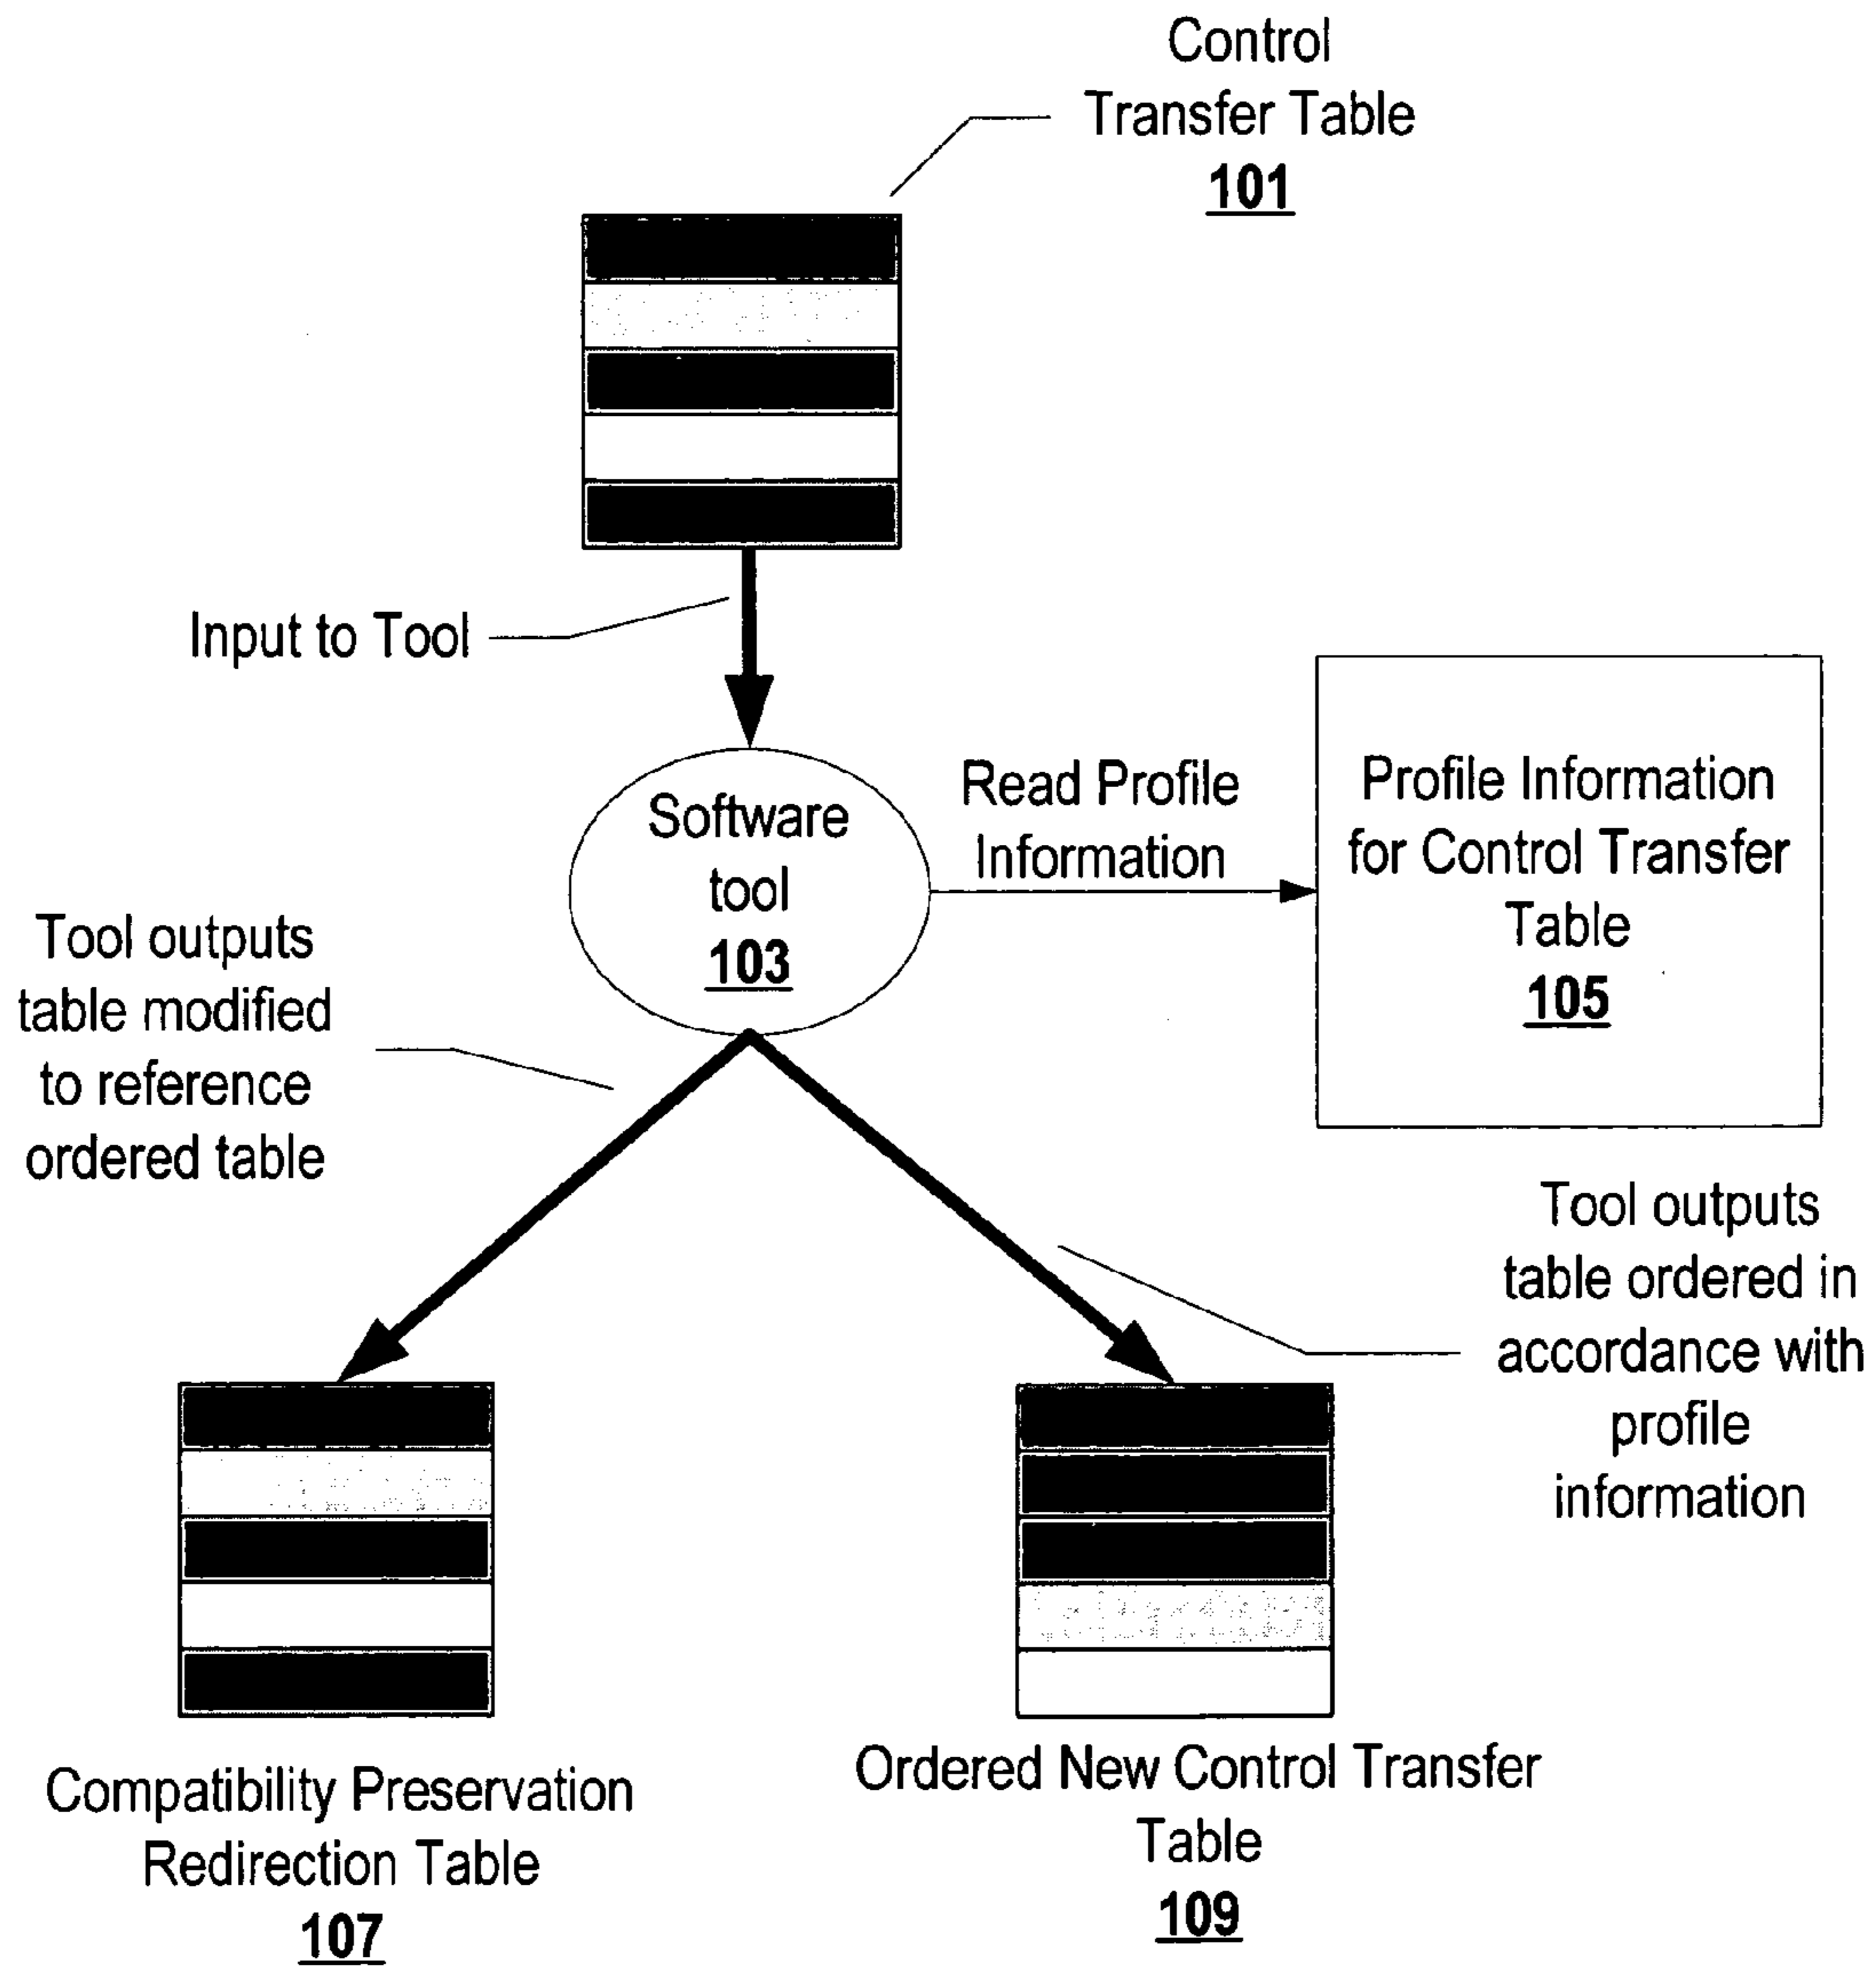 Control
Transfer Table
101
Input to Tool
Software
tool
103
Read Profile
Information
Profile Information
for Control Transfer
Table
105
Tool outputs
table modified
to reference
ordered table
Tool outputs
table ordered in
accordance with
profile
information
Compatibility Preservation
Redirection Table
107
Ordered New Control Transfer
Table
109